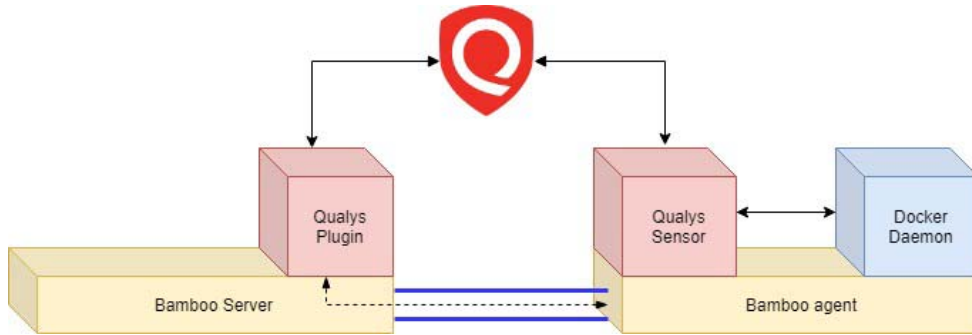 Qualys
Plugin
Qualys
Sensor
Docker
Daemon
Bamboo Server
Bamboo agent